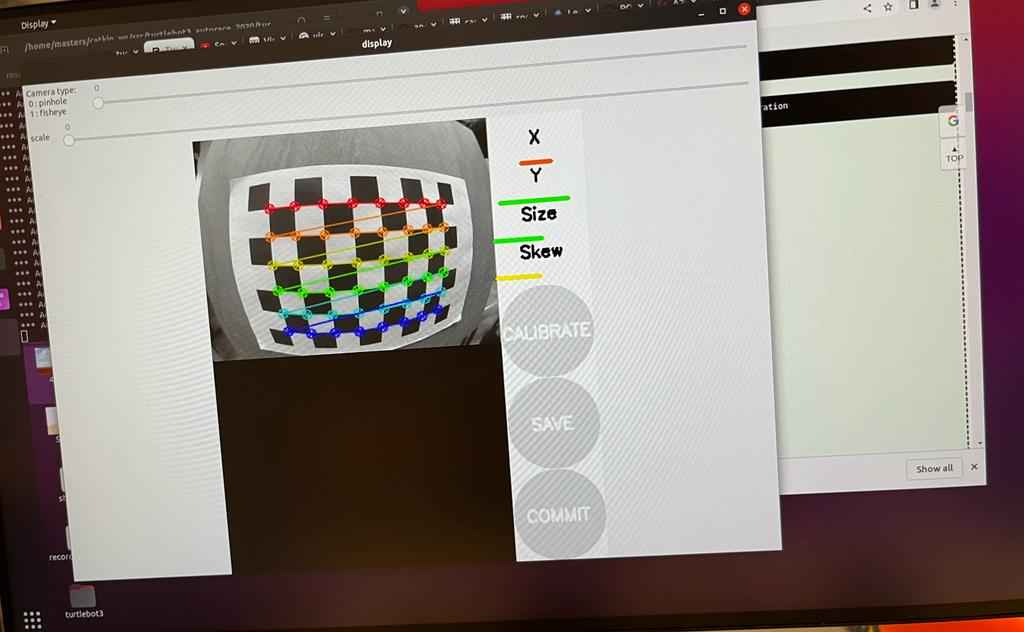 Display
/home/masters/catkin_ws/src/turtlebot3_autorace_2020/tur
display
Camera type:
0 : pinhole
1 : fisheye
0
scale
0
X
Y
Size
Skew
CALIBRATE
SAVE
COMMIT
ration
G
TOP
Show all
recor
turtlebot3